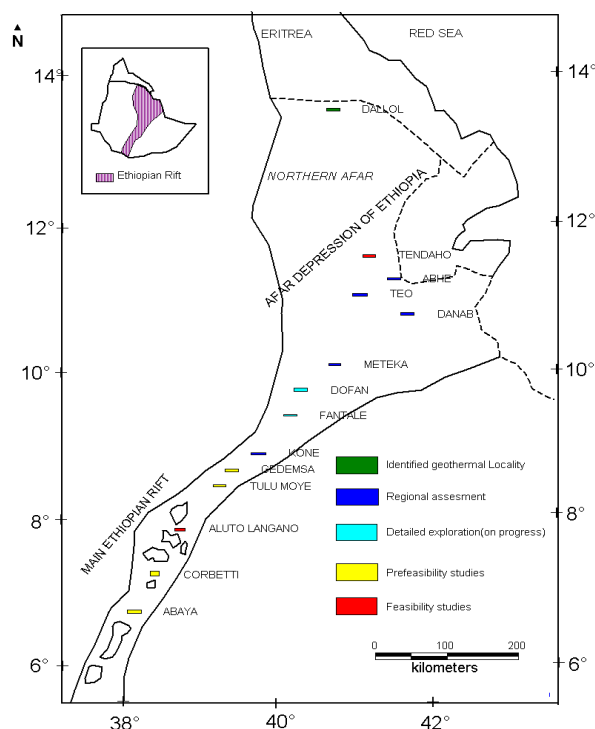 ▲
N
ERITREA
RED SEA
14°
14°
DALLOL
Ethiopian Rift
NORTHERN AFAR
AFAR DEPRESSION OF ETHIOPIA
12°
12°
TENDAHO
ABHE
TEO
DANAB
METEKA
10°
10°
DOFAN
FANTALE
KONE
GEDEMSA
TULU MOYE
MAIN ETHIOPIAN RIFT
8°
8°
ALUTO LANGANO
CORBETTI
ABAYA
6°
6°
Identified geothermal Locality
Regional assesment
Detailed exploration(on progress)
Prefeasibility studies
Feasibility studies
0 100 200
kilometers
38° 40° 42°